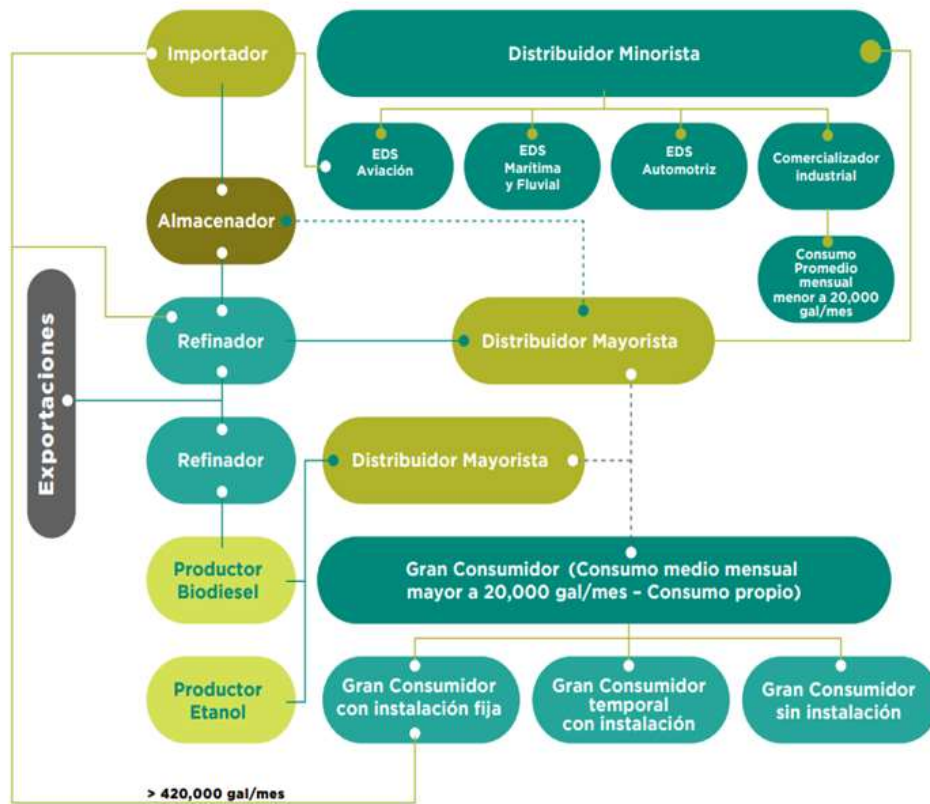 Importador
Distribuidor Minorista
EDS
Aviación
EDS
Marítima
y Fluvial
EDS
Automotriz
Comercializador
industrial
Almacenador
Consumo
Promedio
mensual
menor a 20,000
gal/mes
Exportaciones
Refinador
Distribuidor Mayorista
Refinador
Distribuidor Mayorista
Productor
Biodiesel
Gran Consumidor (Consumo medio mensual
mayor a 20,000 gal/mes – Consumo propio)
Productor
Etanol
Gran Consumidor
con instalación fija
Gran Consumidor
temporal
con instalación
Gran Consumidor
sin instalación
> 420,000 gal/mes